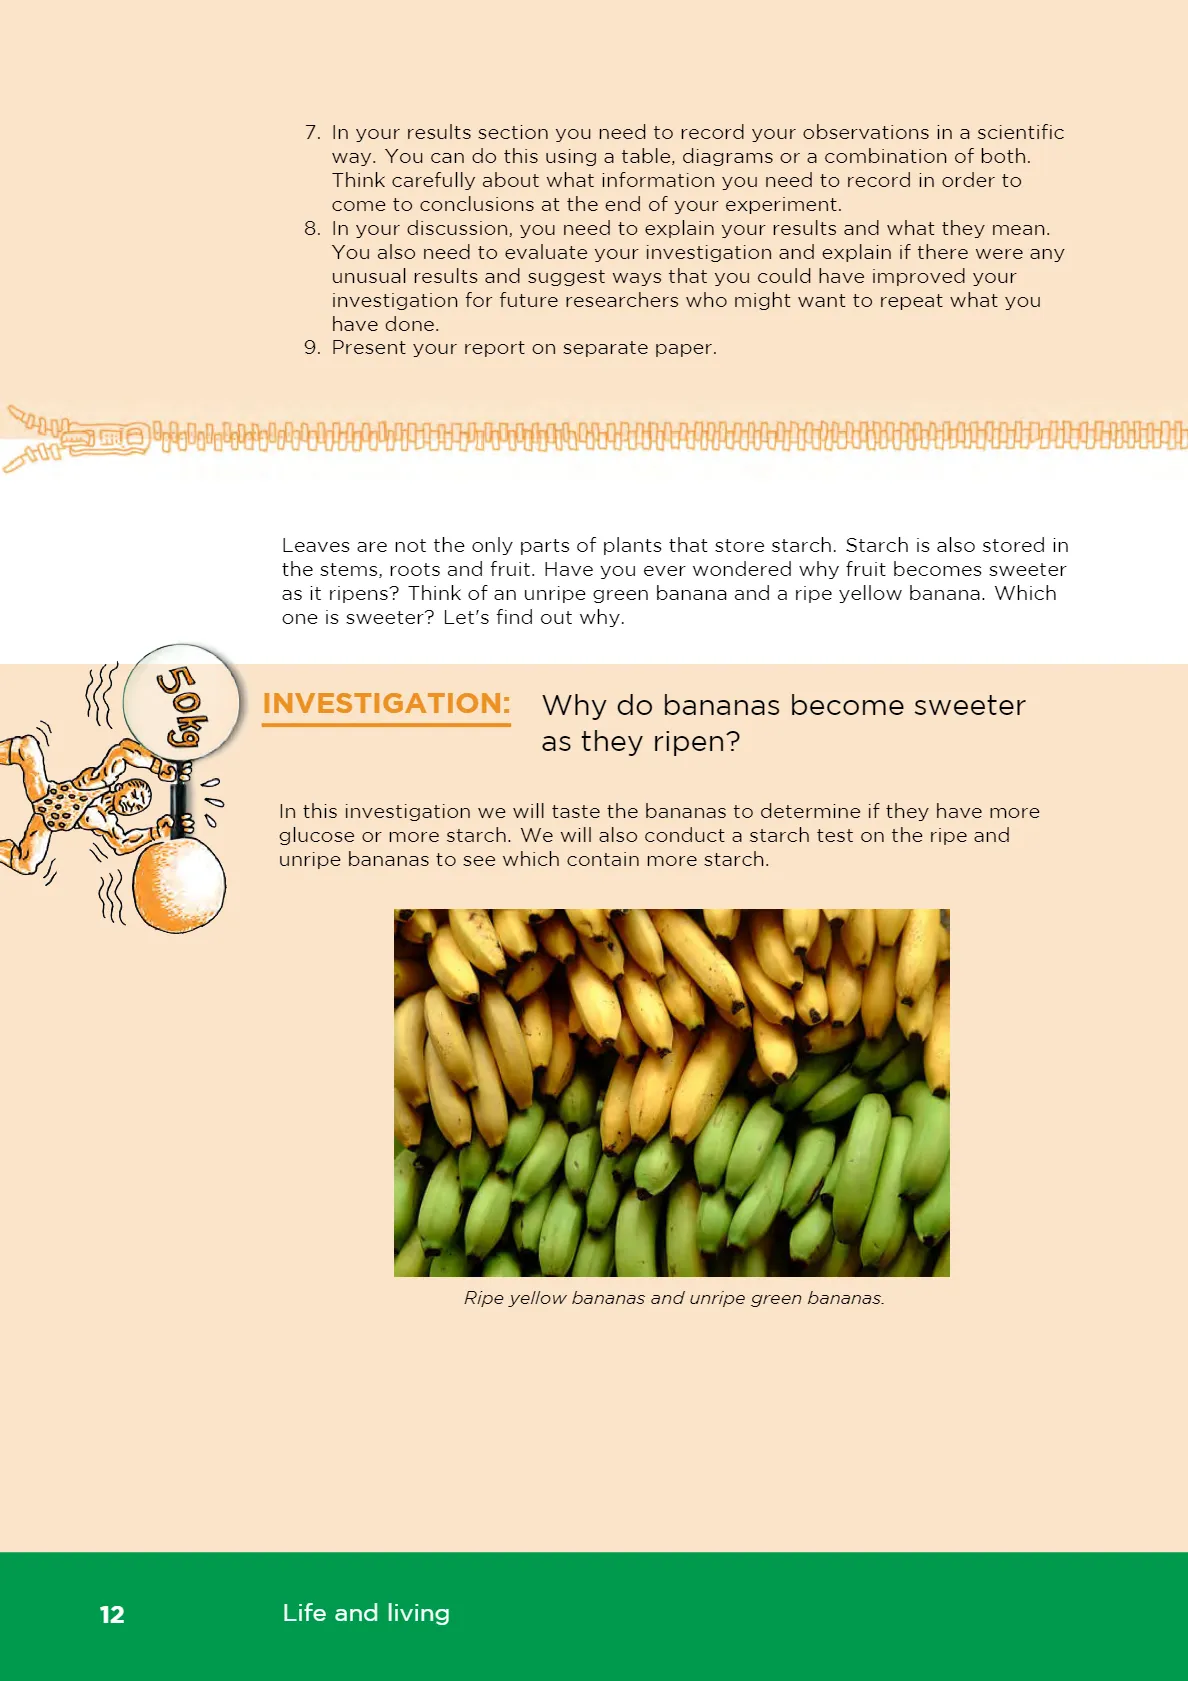 7. In your results section you need to record your observations in a scientific
way. You can do this using a table, diagrams or a combination of both.
Think carefully about what information you need to record in order to
come to conclusions at the end of your experiment.
8. In your discussion, you need to explain your results and what they mean.
You also need to evaluate your investigation and explain if there were any
unusual results and suggest ways that you could have improved your
investigation for future researchers who might want to repeat what you
have done.
9. Present your report on separate paper.
Leaves are not the only parts of plants that store starch. Starch is also stored in
the stems, roots and fruit. Have you ever wondered why fruit becomes sweeter
as it ripens? Think of an unripe green banana and a ripe yellow banana. Which
one is sweeter? Let's find out why.
50kg
INVESTIGATION: Why do bananas become sweeter
as they ripen?
In this investigation we will taste the bananas to determine if they have more
glucose or more starch. We will also conduct a starch test on the ripe and
unripe bananas to see which contain more starch.
Ripe yellow bananas and unripe green bananas.
12 Life and living